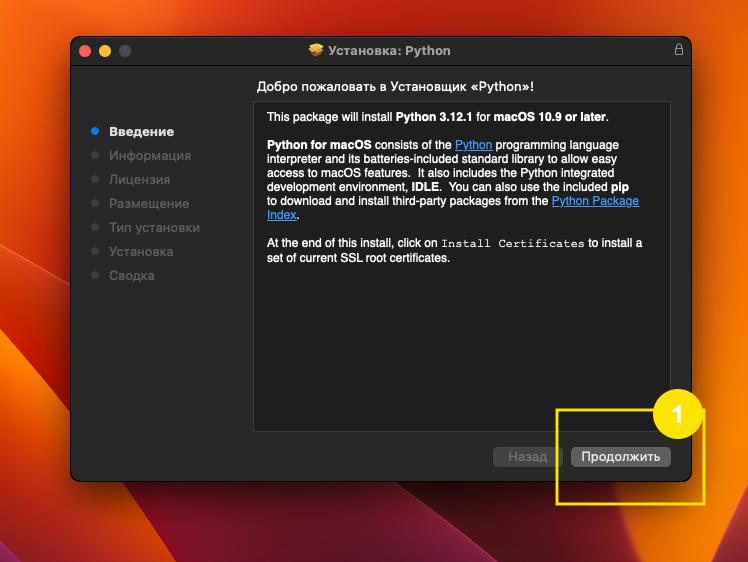 Установка: Python
Добро пожаловать в Установщик «Python»!
Введение
Информация
Лицензия
Размещение
Тип установки
Установка
Сводка
This package will install Python 3.12.1 for macOS 10.9 or later.
Python for macOS consists of the Python programming language
interpreter and its batteries-included standard library to allow easy
access to macOS features.  It also includes the Python integrated
development environment, IDLE.  You can also use the included pip
to download and install third-party packages from the Python Package
Index.
At the end of this install, click on Install Certificates to install a
set of current SSL root certificates.
1
Назад
Продолжить